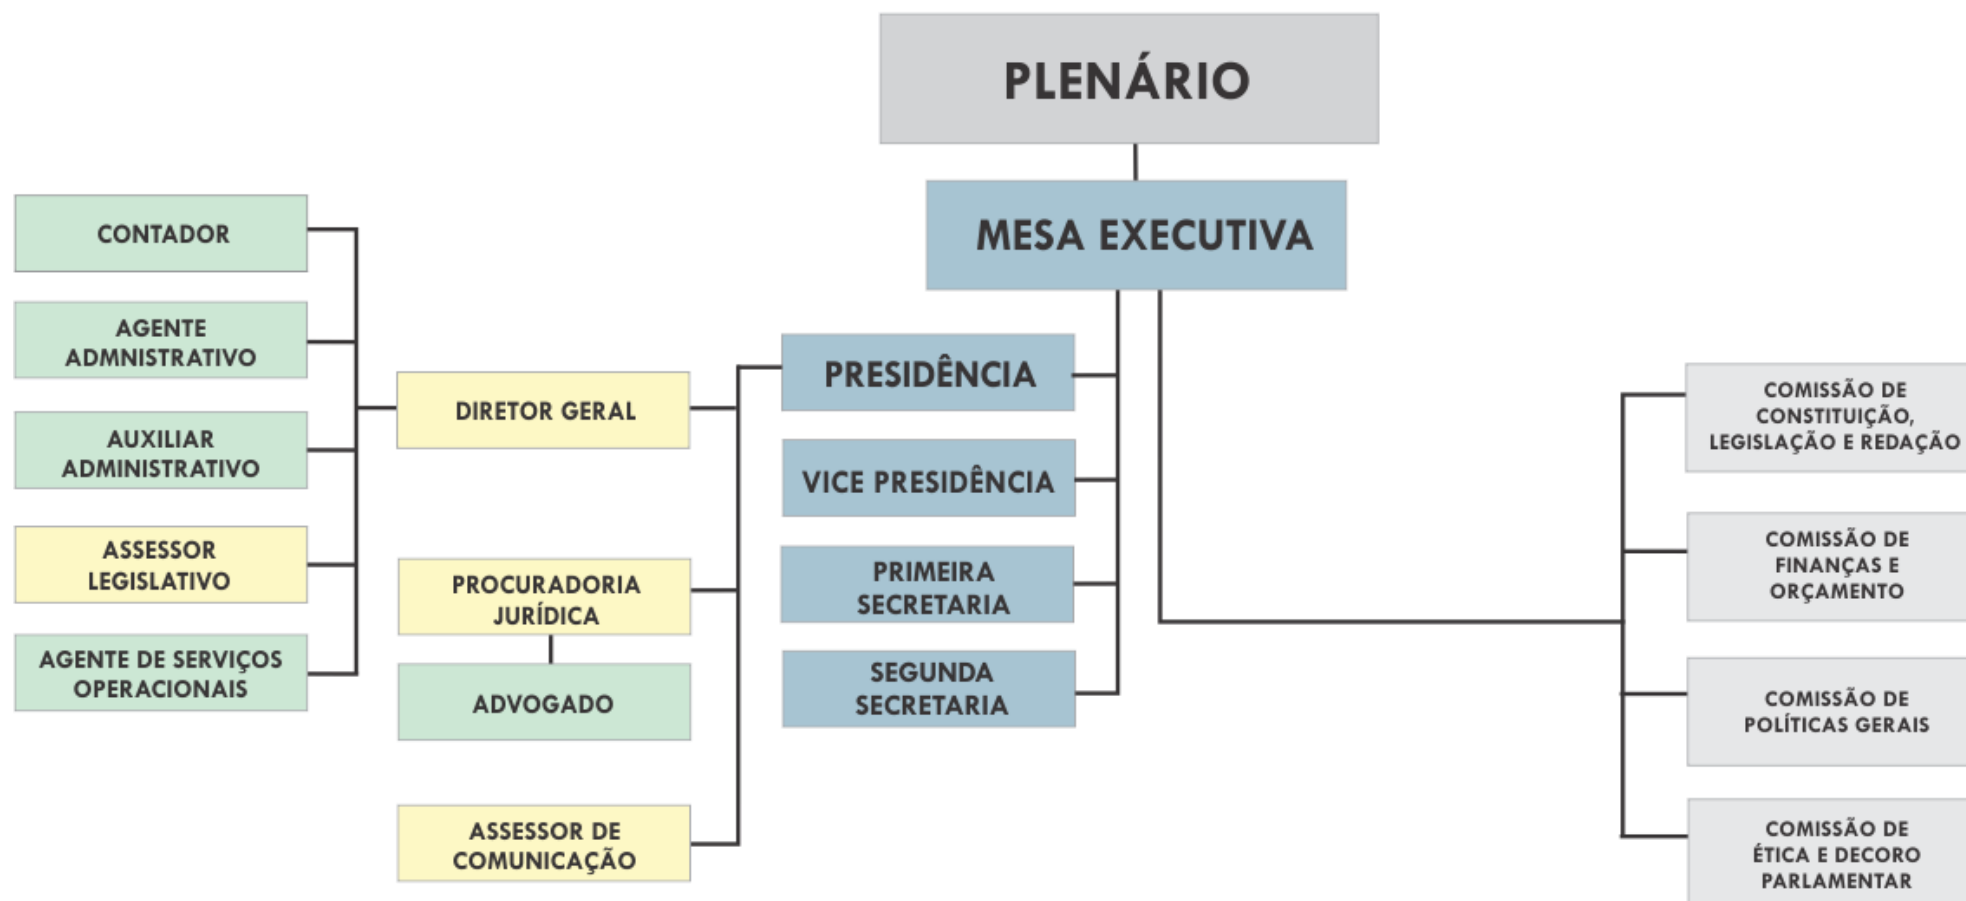 PLENÁRIO
MESA EXECUTIVA
CONTADOR
AGENTE
ADMNISTRATIVO
AUXILIAR
ADMINISTRATIVO
ASSESSOR
LEGISLATIVO
AGENTE DE SERVIÇOS
OPERACIONAIS
DIRETOR GERAL
PROCURADORIA
JURÍDICA
ADVOGADO
ASSESSOR DE
COMUNICAÇÃO
PRESIDÊNCIA
VICE PRESIDÊNCIA
PRIMEIRA
SECRETARIA
SEGUNDA
SECRETARIA
COMISSÃO DE
CONSTITUIÇÃO,
LEGISLAÇÃO E REDAÇÃO
COMISSÃO DE
FINANÇAS E
ORÇAMENTO
COMISSÃO DE
POLÍTICAS GERAIS
COMISSÃO DE
ÉTICA E DECORO
PARLAMENTAR